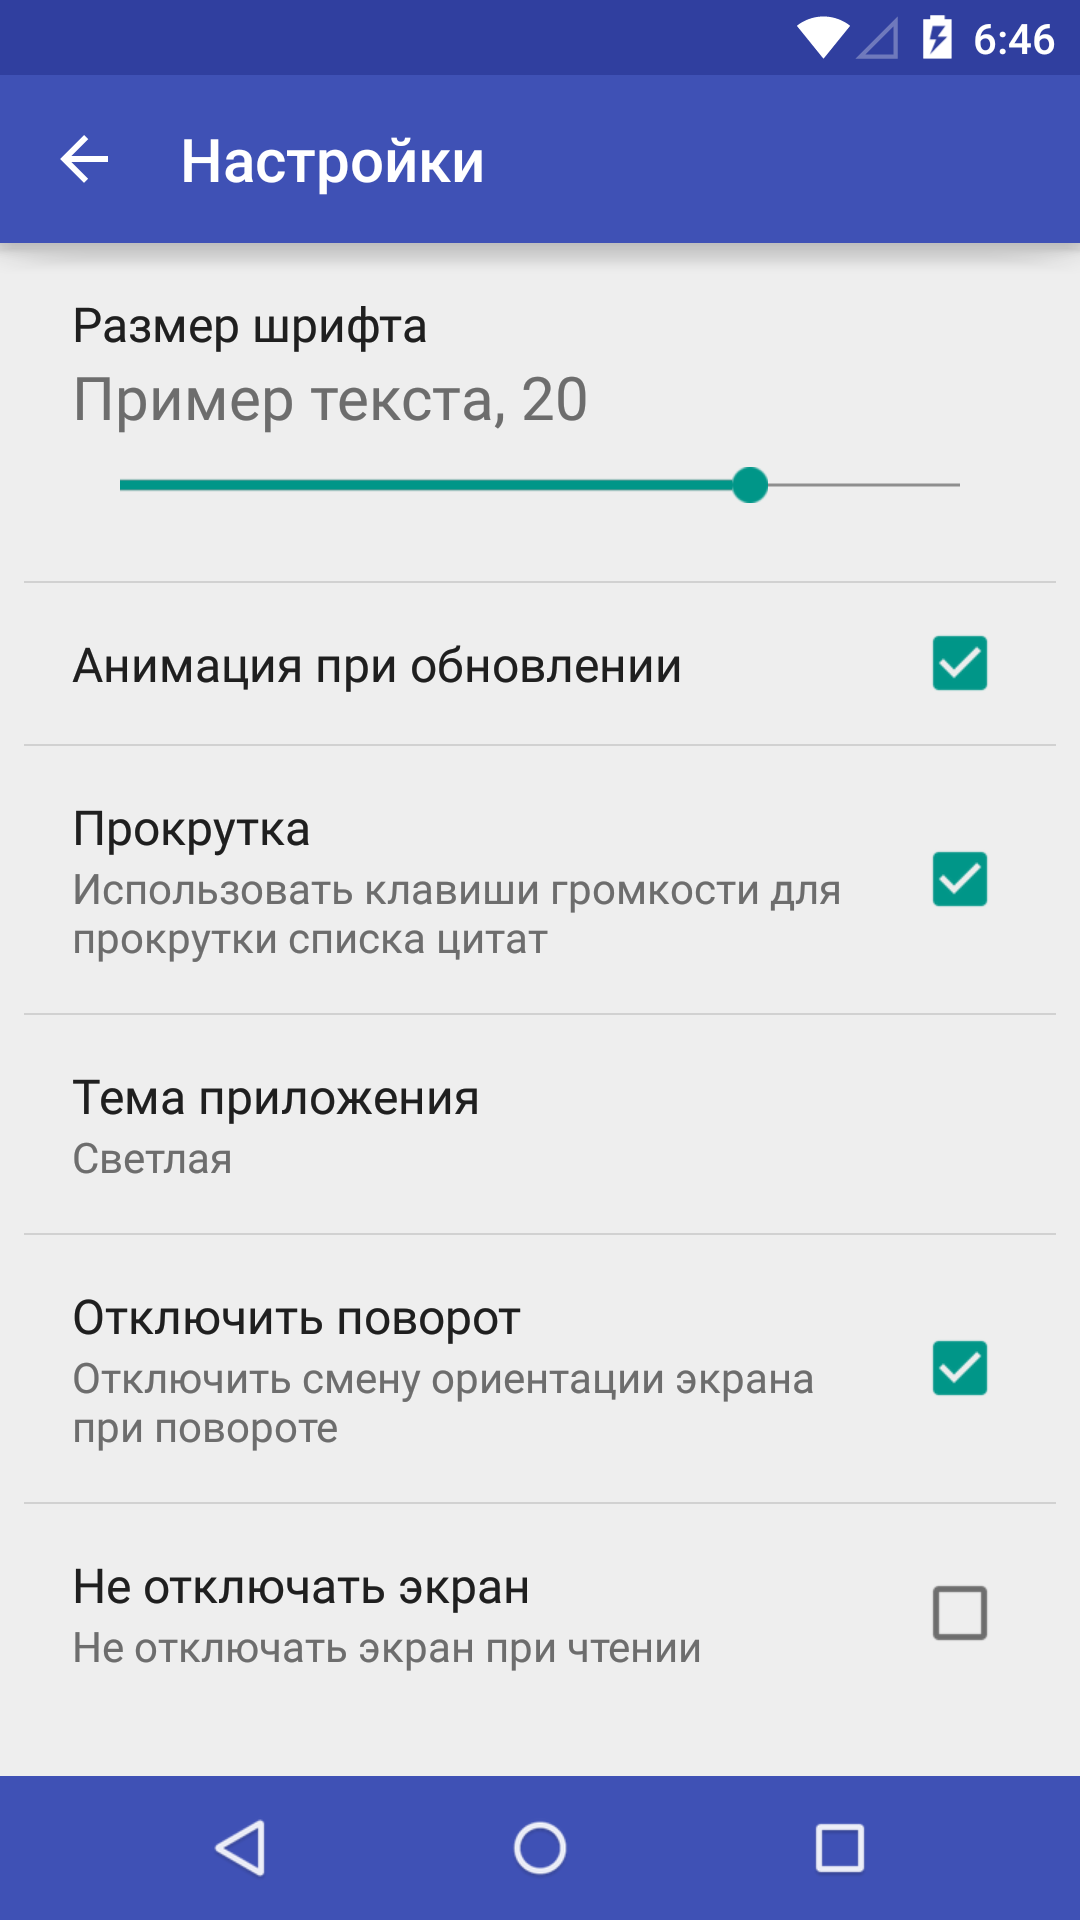 6:46
Настройки
Размер шрифта
Пример текста, 20
Анимация при обновлении
Прокрутка
Использовать клавиши громкости для
прокрутки списка цитат
Тема приложения
Светлая
Отключить поворот
Отключить смену ориентации экрана
при повороте
Не отключать экран
Не отключать экран при чтении